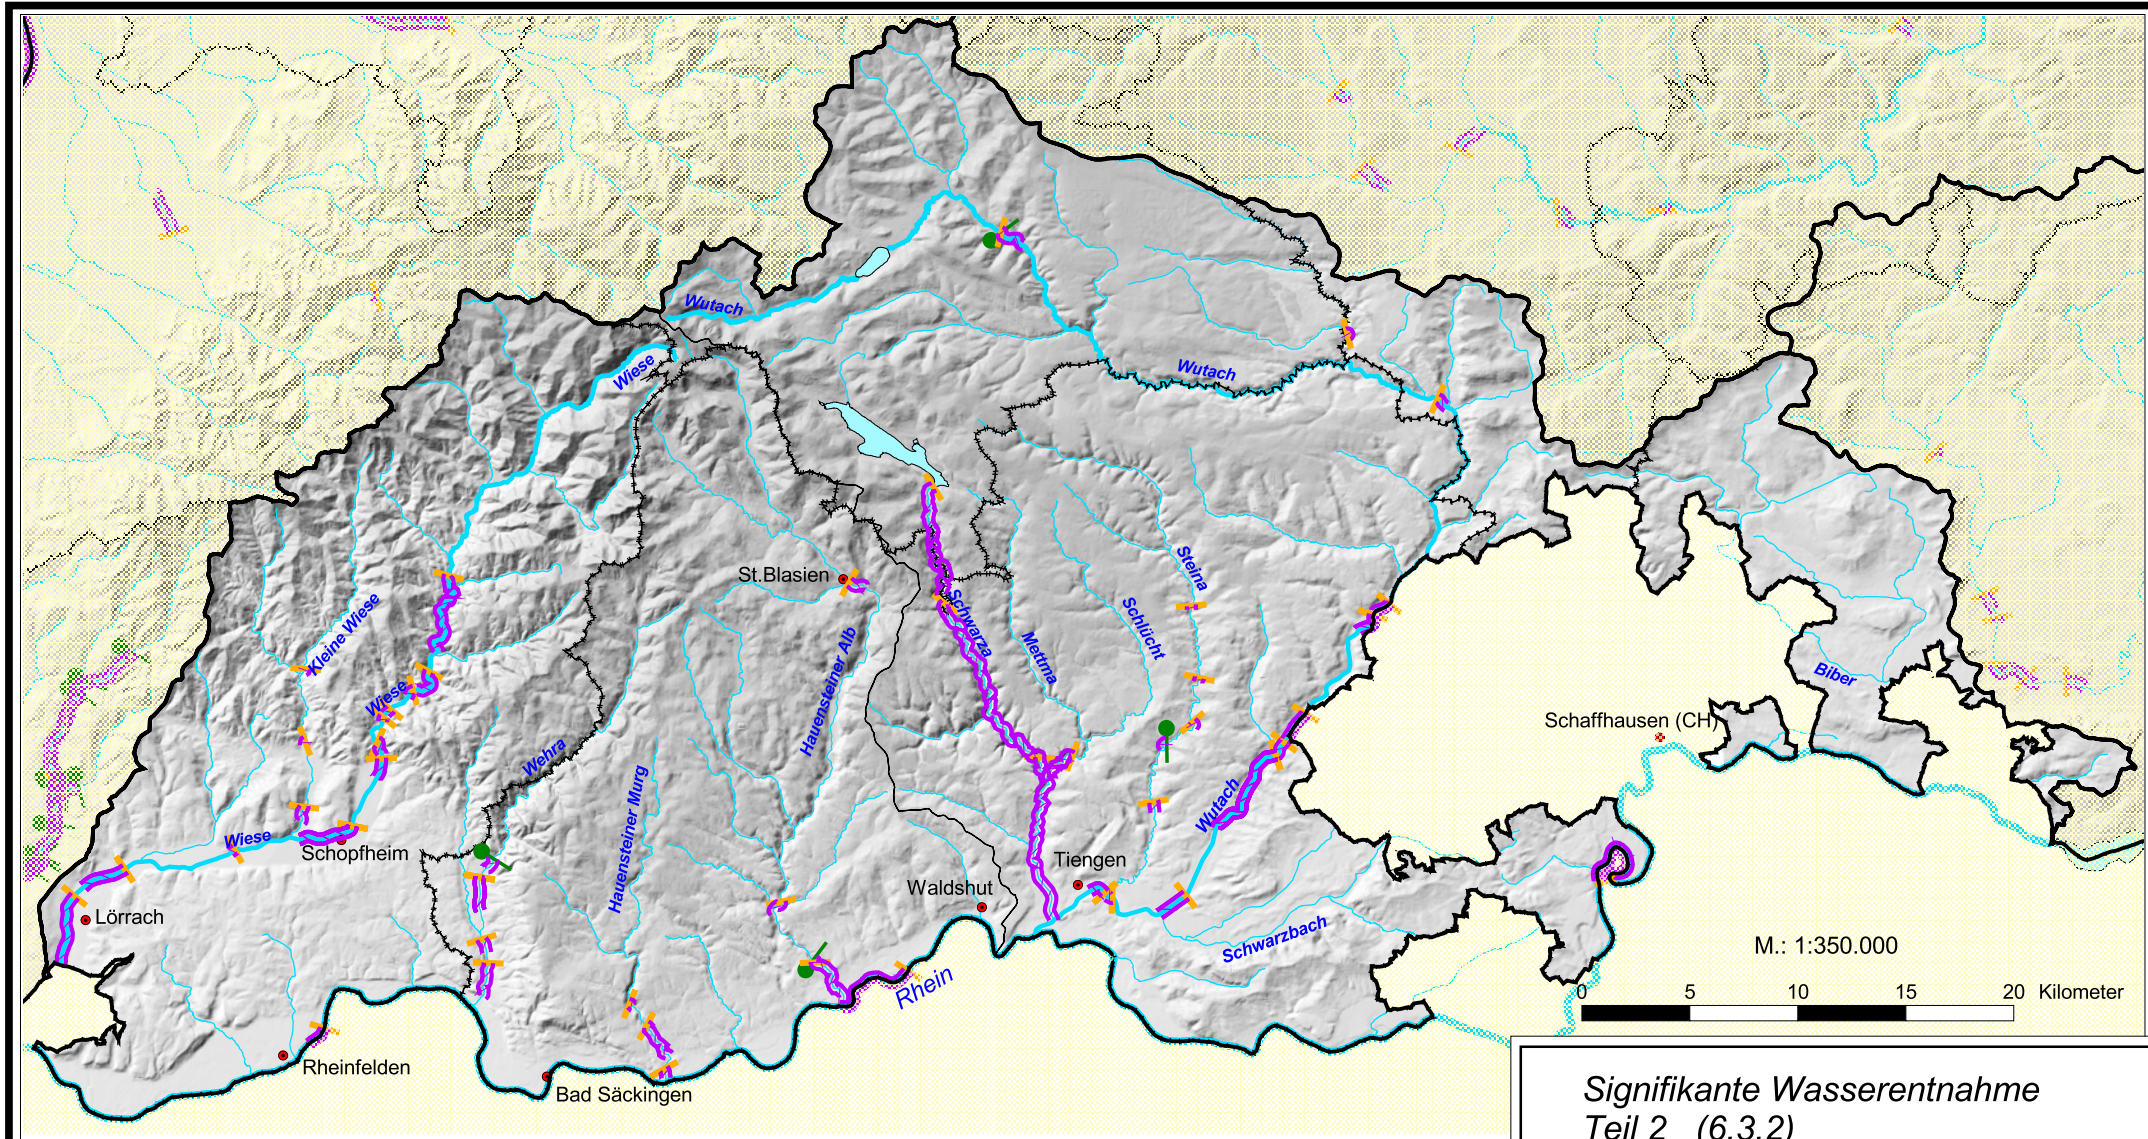 Wutach
Wiese
Wutach
Steina
St.Blasien
Schwarza
Schlücht
Kleine Wiese
Mettma
Hauensteiner Alb
Biber
Wiese
Schaffhausen (CH)
Wehra
Hauensteiner Murg
Wutach
Wiese
Schopfheim
Tiengen
Waldshut
Lörrach
Schwarzbach
M.: 1:350.000
Rhein
0 5 10 15 20 Kilometer
Rheinfelden
Bad Säckingen
Signifikante Wasserentnahme
Teil 2 (6.3.2)